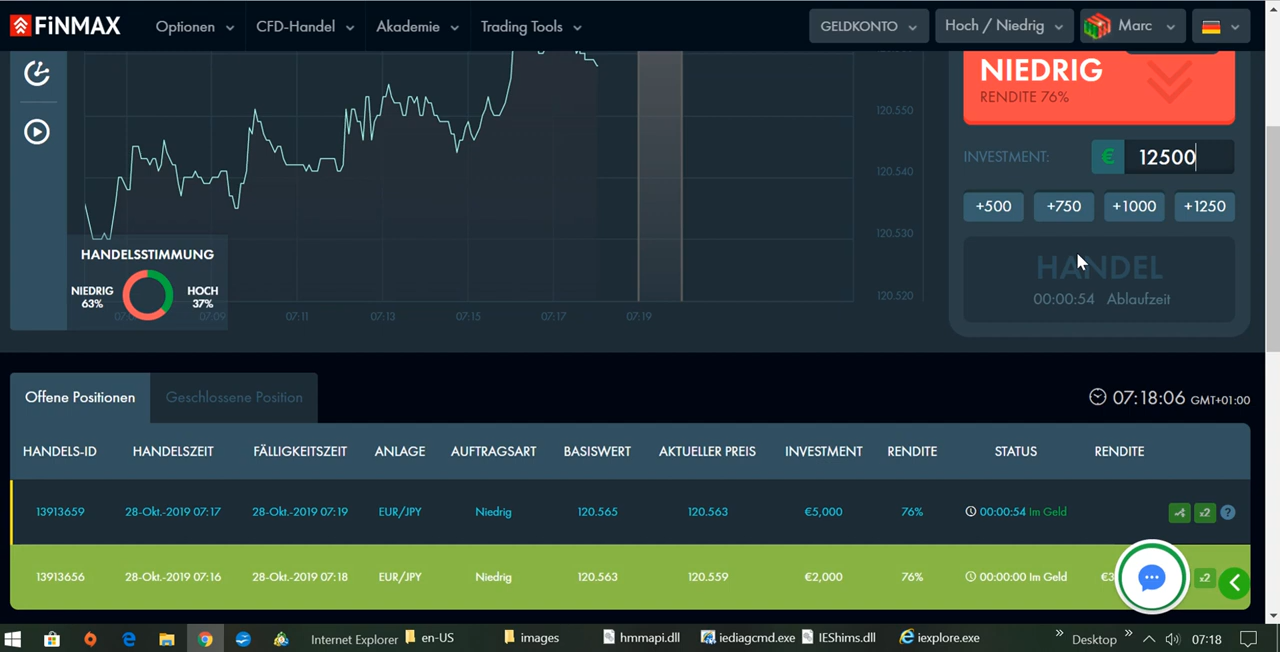 FiNMAX
Optionen
CFD-Handel
Akademie
Trading Tools
GELDKONTO
Hoch / Niedrig
Marc
NIEDRIG
RENDITE 76%
120.550
INVESTMENT:
€
12500
120.540
+500
+750
+1000
+1250
120.530
HANDELSSTIMMUNG
HANDEL
NIEDRIG
63%
HOCH
37%
120.520
00:00:54 Ablaufzeit
07:09
07:11
07:13
07:15
07:17
07:19
Offene Positionen
Geschlossene Position
07:18:06 GMT+01:00
HANDELS-ID
HANDELSZEIT
FÄLLIGKEITSZEIT
ANLAGE
AUFTRAGSART
BASISWERT
AKTUELLER PREIS
INVESTMENT
RENDITE
STATUS
RENDITE
13913659
28-Okt.-2019 07:17
28-Okt.-2019 07:19
EUR/JPY
Niedrig
120.565
120.563
€5,000
76%
00:00:54 Im Geld
x2
?
13913656
28-Okt.-2019 07:16
28-Okt.-2019 07:18
EUR/JPY
Niedrig
120.563
120.559
€2,000
76%
00:00:00 Im Geld
x2
Internet Explorer
en-US
images
hmmapi.dll
iediagcmd.exe
IEShims.dll
iexplore.exe
Desktop
07:18